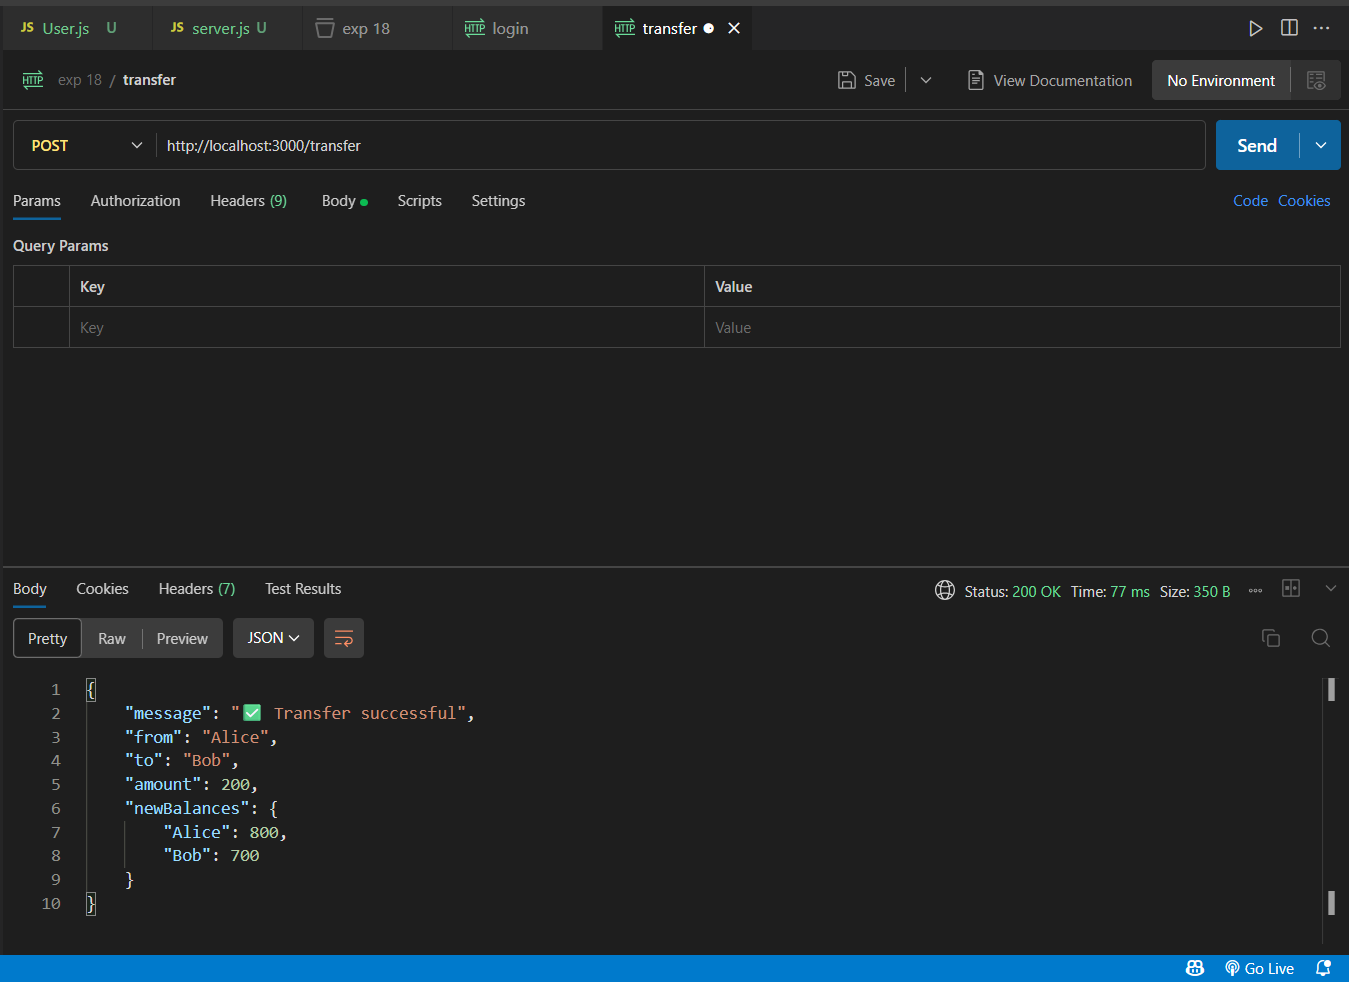 JS User.js U JS server.js U exp 18 HTTP login HTTP transfer
HTTP exp 18 / transfer Save View Documentation No Environment
POST http://localhost:3000/transfer Send
Params Authorization Headers (9) Body Scripts Settings Code Cookies
Query Params
Key Value
Key Value
Body Cookies Headers (7) Test Results Status: 200 OK Time: 77 ms Size: 350 B
Pretty Raw Preview JSON
1 {
2 "message": "✅ Transfer successful",
3 "from": "Alice",
4 "to": "Bob",
5 "amount": 200,
6 "newBalances": {
7 "Alice": 800,
8 "Bob": 700
9 }
10 }
Go Live